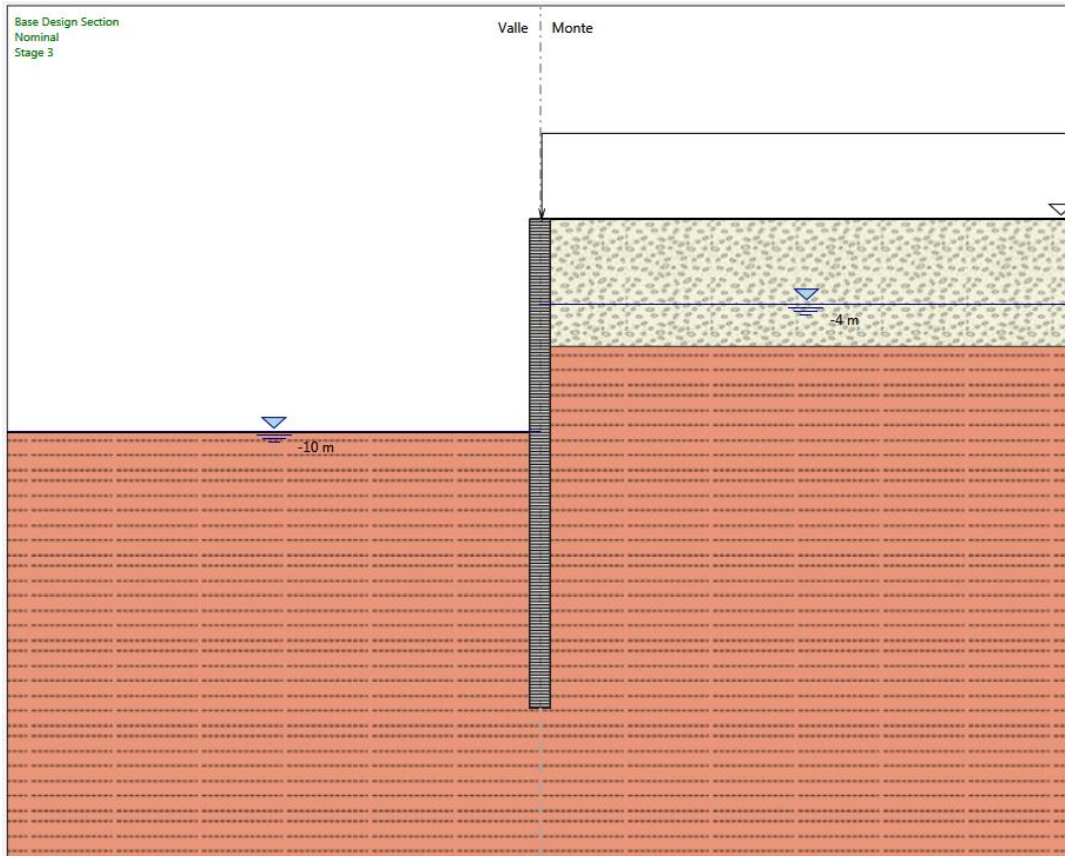 Base Design Section
Nominal
Stage 3
Valle
Monte
-4 m
-10 m